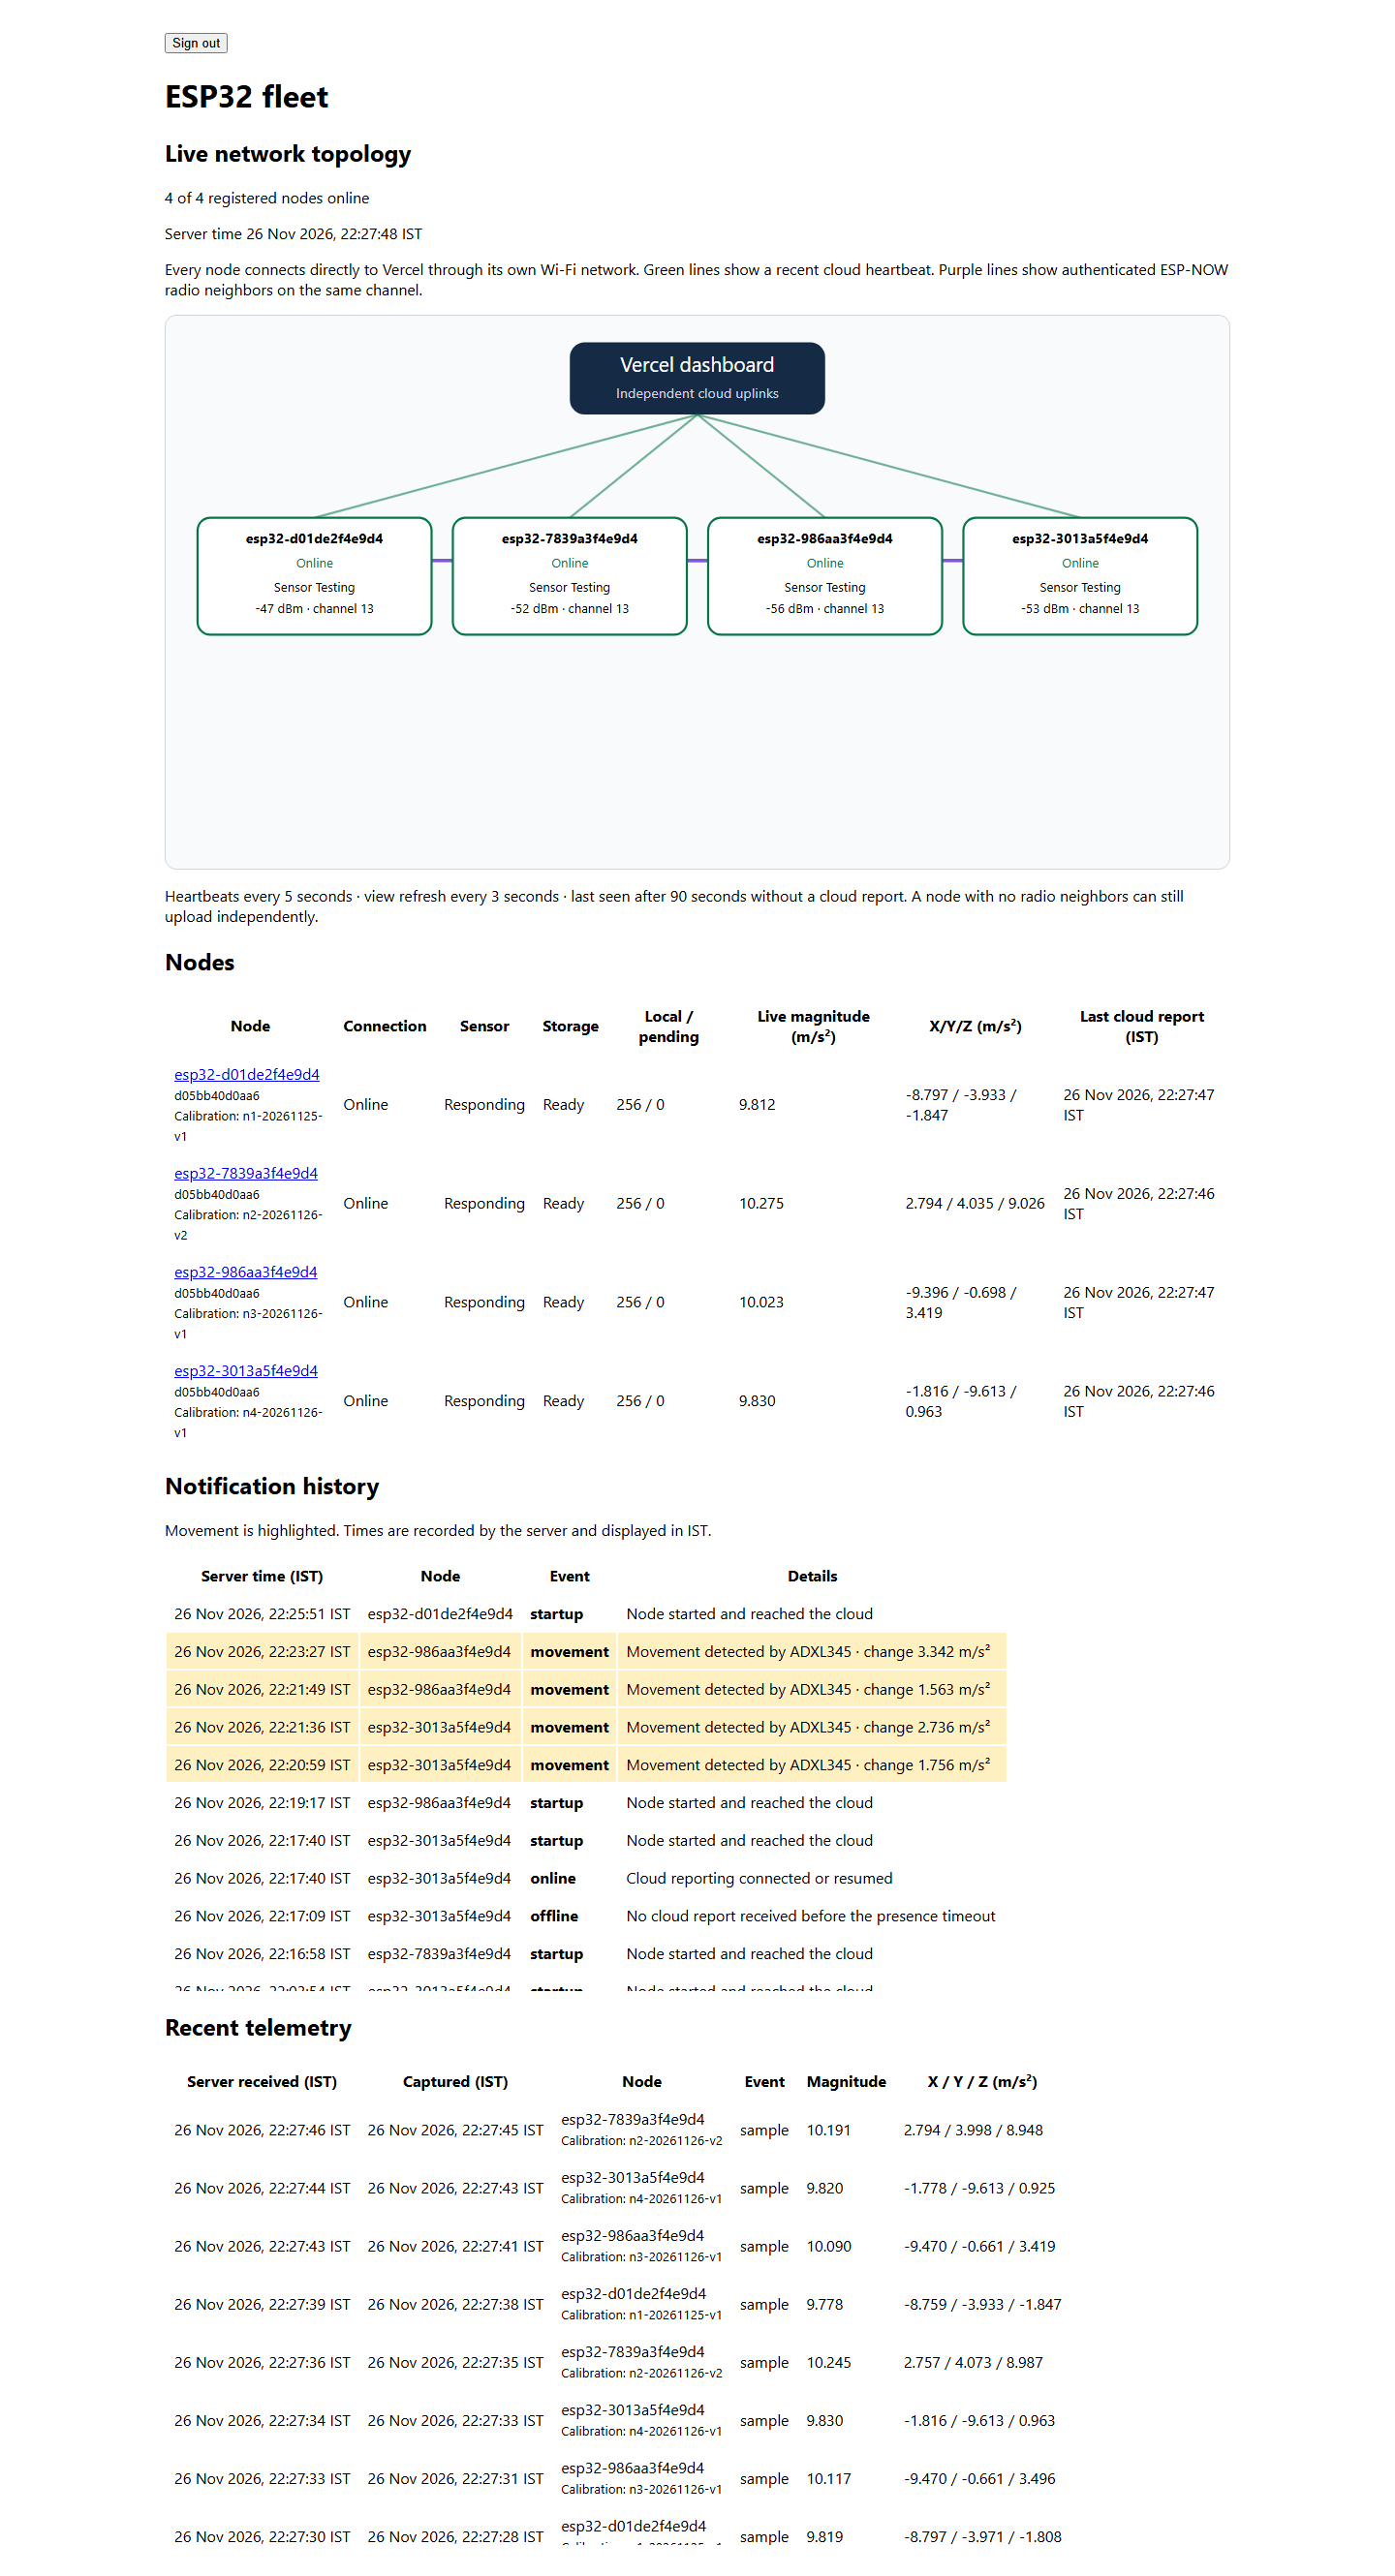 Sign out
ESP32 fleet
Live network topology
4 of 4 registered nodes online
Server time 26 Nov 2026, 22:27:48 IST
Every node connects directly to Vercel through its own Wi-Fi network. Green lines show a recent cloud heartbeat. Purple lines show authenticated ESP-NOW
radio neighbors on the same channel.
Vercel dashboard
Independent cloud uplinks
esp32-d01de2f4e9d4 esp32-7839a3f4e9d4 esp32-986aa3f4e9d4 esp32-3013a5f4e9d4
Online Online Online Online
Sensor Testing Sensor Testing Sensor Testing Sensor Testing
-47 dBm · channel 13 -52 dBm · channel 13 -56 dBm · channel 13 -53 dBm · channel 13
Heartbeats every 5 seconds · view refresh every 3 seconds · last seen after 90 seconds without a cloud report. A node with no radio neighbors can still
upload independently.
Nodes
Node Connection Sensor Storage Local / pending Live magnitude (m/s²) X/Y/Z (m/s²) Last cloud report (IST)
esp32-d01de2f4e9d4
d05bb40d0aa6
Calibration: n1-20261125-
v1
Online Responding Ready 256 / 0 9.812 -8.797 / -3.933 / -1.847 26 Nov 2026, 22:27:47 IST
esp32-7839a3f4e9d4
d05bb40d0aa6
Calibration: n2-20261126-
v2
Online Responding Ready 256 / 0 10.275 2.794 / 4.035 / 9.026 26 Nov 2026, 22:27:46 IST
esp32-986aa3f4e9d4
d05bb40d0aa6
Calibration: n3-20261126-
v1
Online Responding Ready 256 / 0 10.023 -9.396 / -0.698 / 3.419 26 Nov 2026, 22:27:47 IST
esp32-3013a5f4e9d4
d05bb40d0aa6
Calibration: n4-20261126-
v1
Online Responding Ready 256 / 0 9.830 -1.816 / -9.613 / 0.963 26 Nov 2026, 22:27:46 IST
Notification history
Movement is highlighted. Times are recorded by the server and displayed in IST.
Server time (IST) Node Event Details
26 Nov 2026, 22:25:51 IST esp32-d01de2f4e9d4 startup Node started and reached the cloud
26 Nov 2026, 22:23:27 IST esp32-986aa3f4e9d4 movement Movement detected by ADXL345 · change 3.342 m/s²
26 Nov 2026, 22:21:49 IST esp32-986aa3f4e9d4 movement Movement detected by ADXL345 · change 1.563 m/s²
26 Nov 2026, 22:21:36 IST esp32-3013a5f4e9d4 movement Movement detected by ADXL345 · change 2.736 m/s²
26 Nov 2026, 22:20:59 IST esp32-3013a5f4e9d4 movement Movement detected by ADXL345 · change 1.756 m/s²
26 Nov 2026, 22:19:17 IST esp32-986aa3f4e9d4 startup Node started and reached the cloud
26 Nov 2026, 22:17:40 IST esp32-3013a5f4e9d4 startup Node started and reached the cloud
26 Nov 2026, 22:17:40 IST esp32-3013a5f4e9d4 online Cloud reporting connected or resumed
26 Nov 2026, 22:17:09 IST esp32-3013a5f4e9d4 offline No cloud report received before the presence timeout
26 Nov 2026, 22:16:58 IST esp32-7839a3f4e9d4 startup Node started and reached the cloud
Recent telemetry
Server received (IST) Captured (IST) Node Event Magnitude X / Y / Z (m/s²)
26 Nov 2026, 22:27:46 IST 26 Nov 2026, 22:27:45 IST esp32-7839a3f4e9d4 sample 10.191 2.794 / 3.998 / 8.948
Calibration: n2-20261126-v2
26 Nov 2026, 22:27:44 IST 26 Nov 2026, 22:27:43 IST esp32-3013a5f4e9d4 sample 9.820 -1.778 / -9.613 / 0.925
Calibration: n4-20261126-v1
26 Nov 2026, 22:27:43 IST 26 Nov 2026, 22:27:41 IST esp32-986aa3f4e9d4 sample 10.090 -9.470 / -0.661 / 3.419
Calibration: n3-20261126-v1
26 Nov 2026, 22:27:39 IST 26 Nov 2026, 22:27:38 IST esp32-d01de2f4e9d4 sample 9.778 -8.759 / -3.933 / -1.847
Calibration: n1-20261125-v1
26 Nov 2026, 22:27:36 IST 26 Nov 2026, 22:27:35 IST esp32-7839a3f4e9d4 sample 10.245 2.757 / 4.073 / 8.987
Calibration: n2-20261126-v2
26 Nov 2026, 22:27:34 IST 26 Nov 2026, 22:27:33 IST esp32-3013a5f4e9d4 sample 9.830 -1.816 / -9.613 / 0.963
Calibration: n4-20261126-v1
26 Nov 2026, 22:27:33 IST 26 Nov 2026, 22:27:31 IST esp32-986aa3f4e9d4 sample 10.117 -9.470 / -0.661 / 3.496
Calibration: n3-20261126-v1
26 Nov 2026, 22:27:30 IST 26 Nov 2026, 22:27:28 IST esp32-d01de2f4e9d4 sample 9.819 -8.797 / -3.971 / -1.808